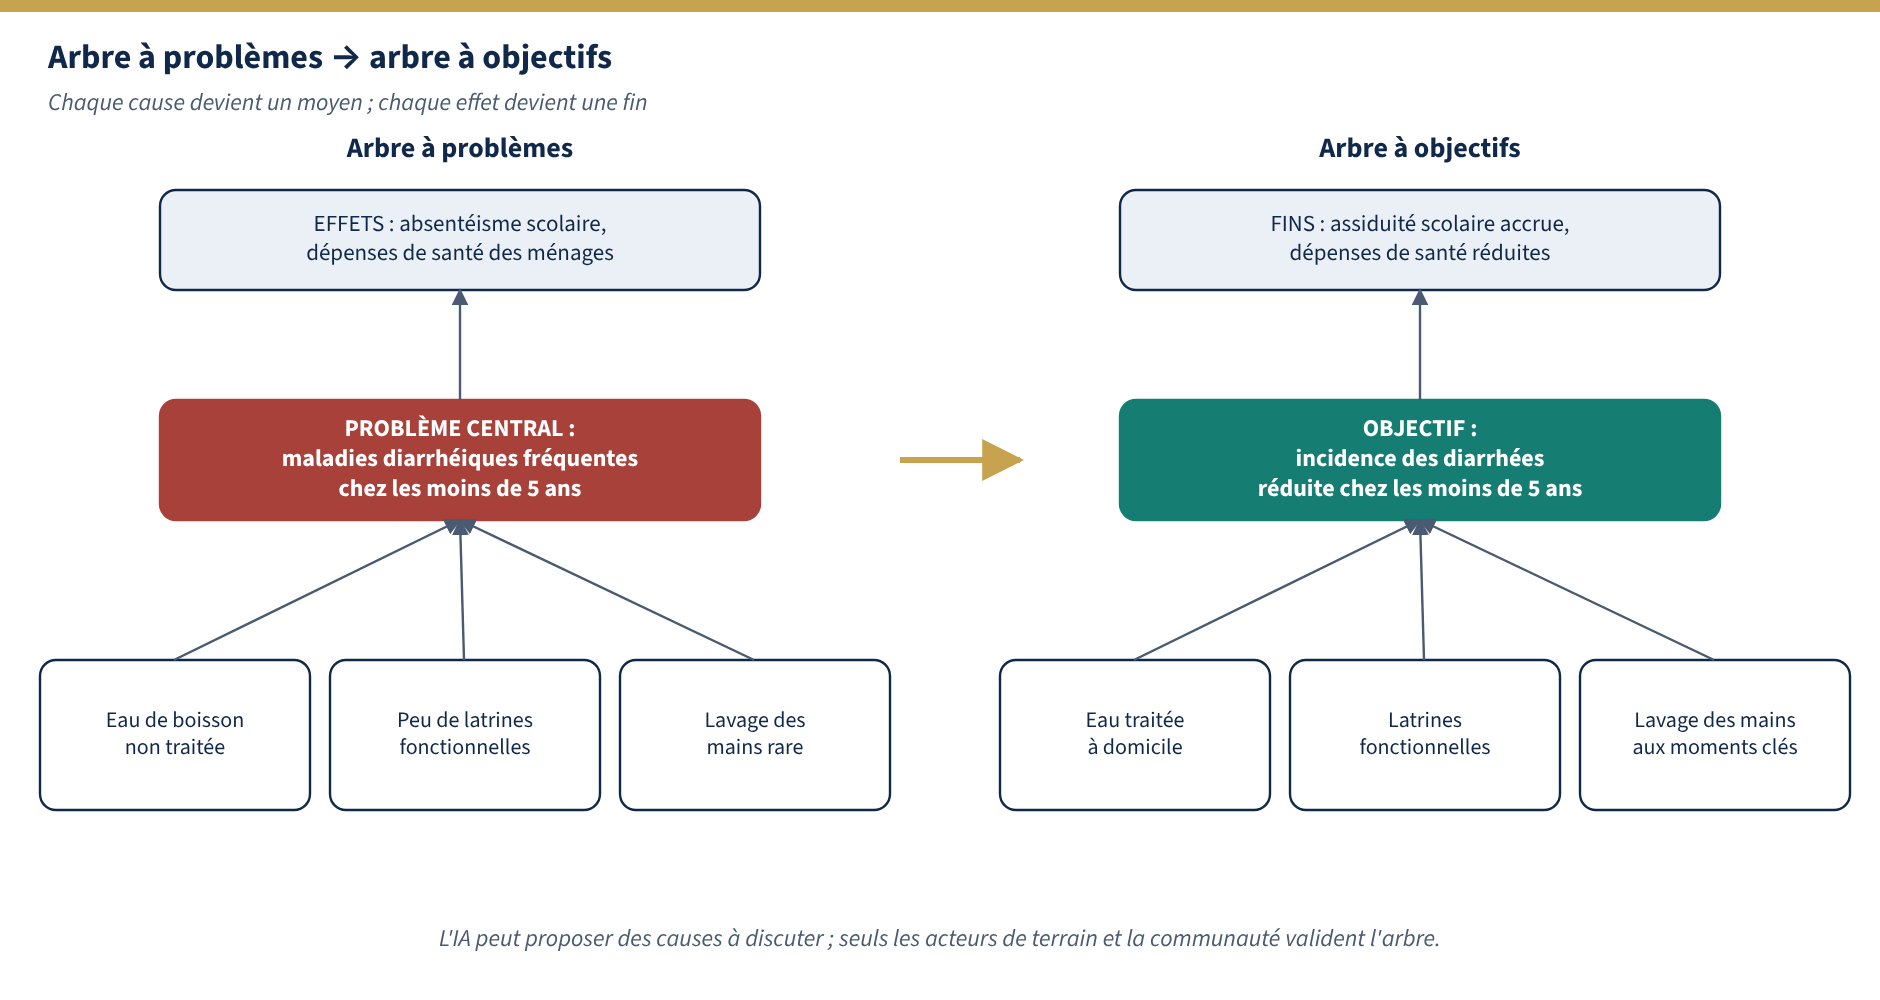 Arbre à problèmes → arbre à objectifs
Chaque cause devient un moyen ; chaque effet devient une fin
Arbre à problèmes
EFFETS : absentéisme scolaire,
dépenses de santé des ménages
PROBLÈME CENTRAL :
maladies diarrhéiques fréquentes
chez les moins de 5 ans
Eau de boisson
non traitée
Peu de latrines
fonctionnelles
Lavage des
mains rare
Arbre à objectifs
FINS : assiduité scolaire accrue,
dépenses de santé réduites
OBJECTIF :
incidence des diarrhées
réduite chez les moins de 5 ans
Eau traitée
à domicile
Latrines
fonctionnelles
Lavage des mains
aux moments clés
L'IA peut proposer des causes à discuter ; seuls les acteurs de terrain et la communauté valident l'arbre.